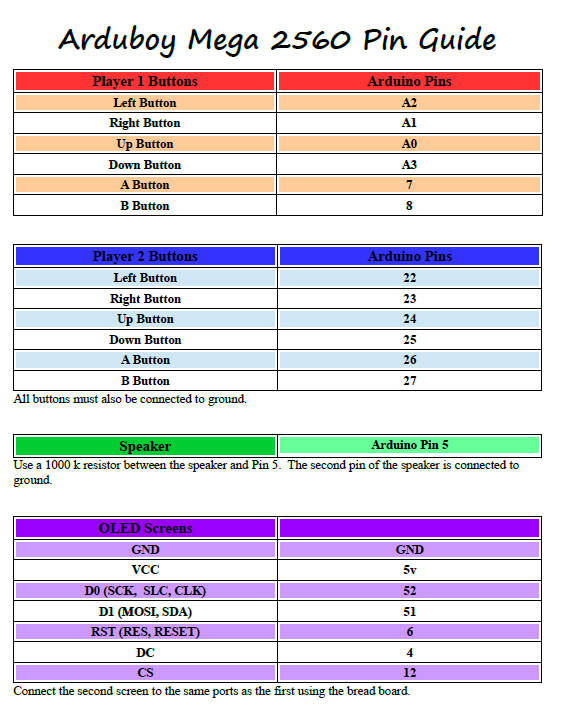 Arduboy Mega 2560 Pin Guide
Player 1 Buttons Arduino Pins
Left Button A2
Right Button A1
Up Button A0
Down Button A3
A Button 7
B Button 8
Player 2 Buttons Arduino Pins
Left Button 22
Right Button 23
Up Button 24
Down Button 25
A Button 26
B Button 27
All buttons must also be connected to ground.
Speaker Arduino Pin 5
Use a 1000 k resistor between the speaker and Pin 5. The second pin of the speaker is connected to
ground.
OLED Screens
GND GND
VCC 5v
D0 (SCK, SLC, CLK) 52
D1 (MOSI, SDA) 51
RST (RES, RESET) 6
DC 4
CS 12
Connect the second screen to the same ports as the first using the bread board.